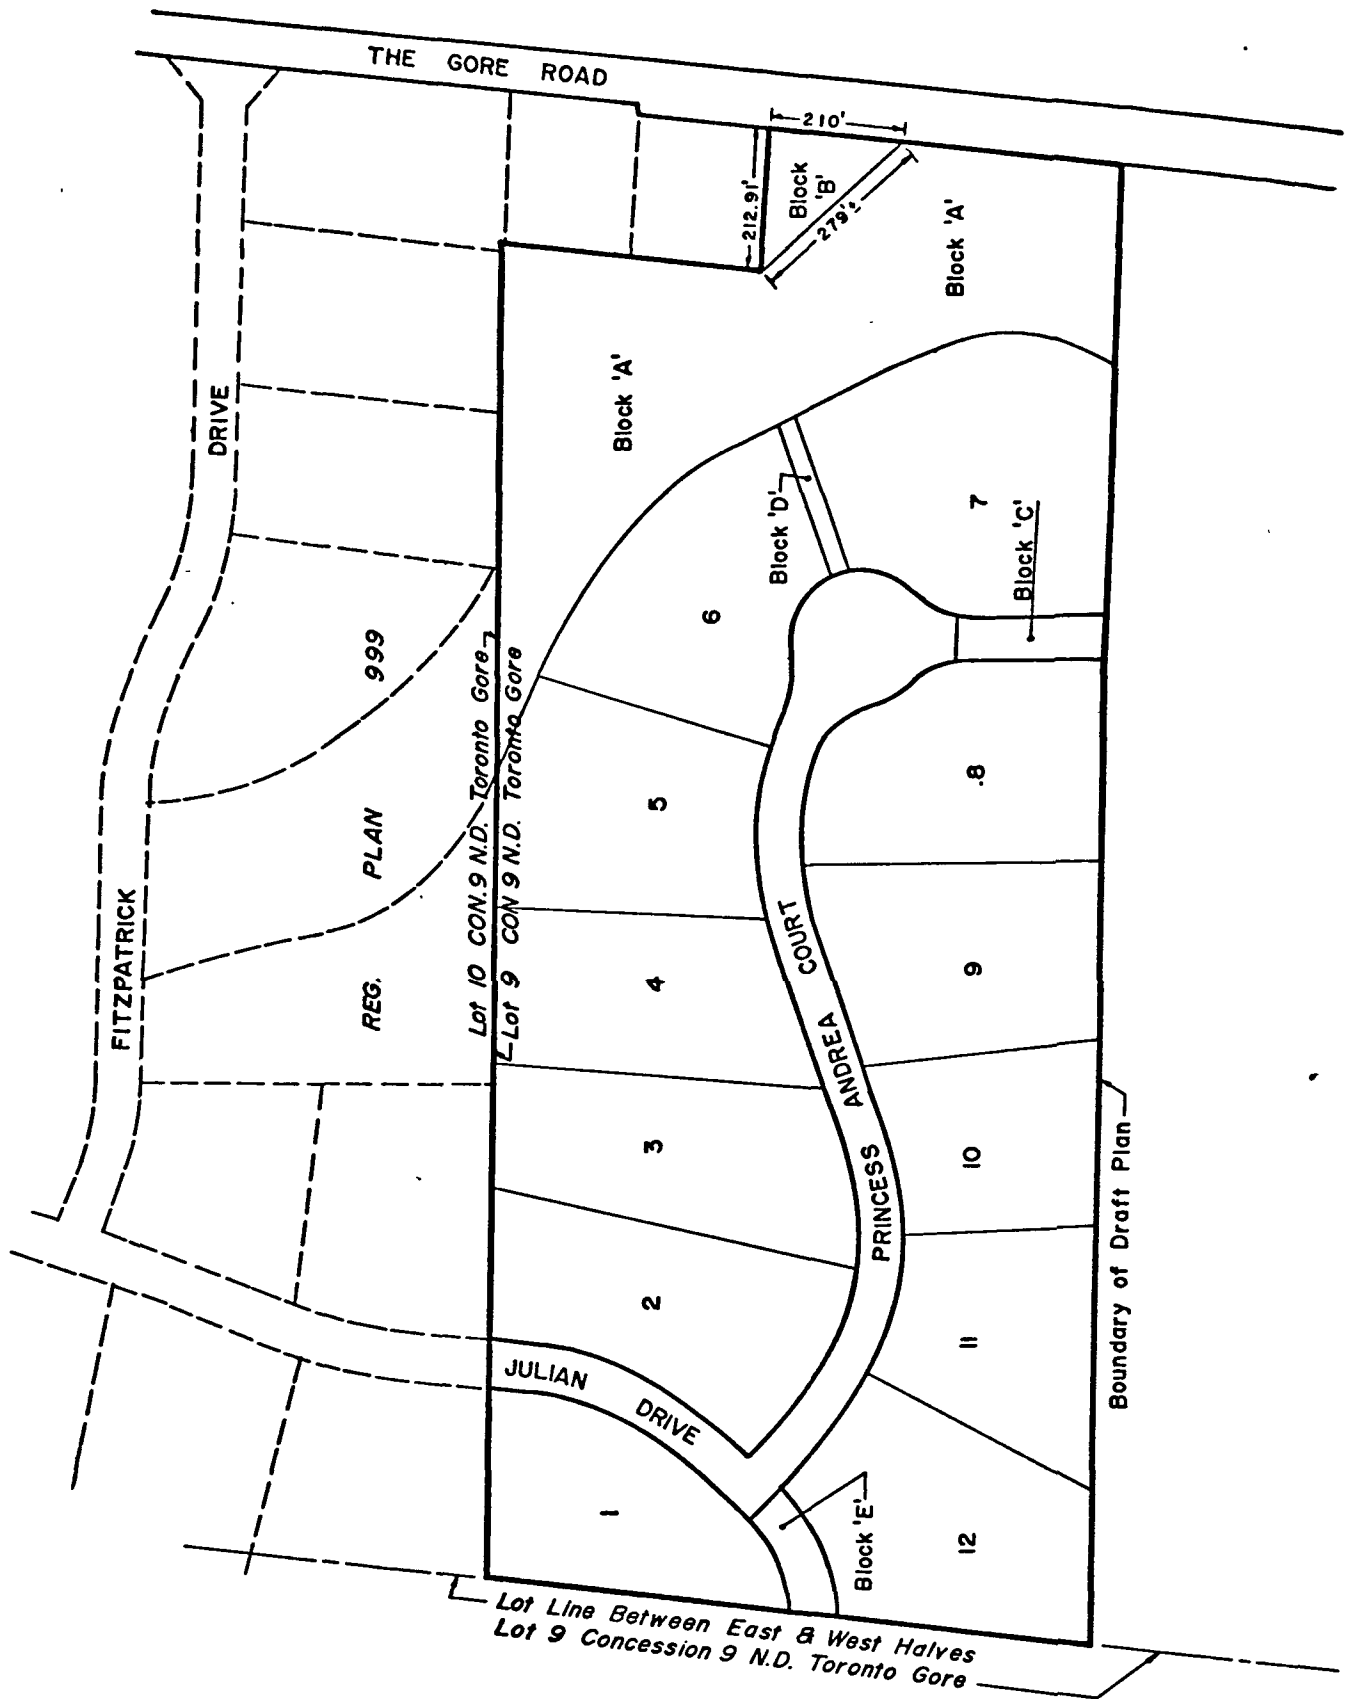 THE GORE ROAD
210'
Block
'B'
212.91'
279'±
Block 'A'
Block 'A'
DRIVE
Block 'D'
7
Block 'C'
6
999
Lot 10 CON.9 N.D. Toronto Gore
Lot 9 CON 9 N.D. Toronto Gore
5
8
PLAN
FITZPATRICK
REG.
4
9
PRINCESS ANDREA COURT
3
10
2
11
Boundary of Draft Plan
JULIAN DRIVE
1
Block 'E'
12
Lot Line Between East & West Halves
Lot 9 Concession 9 N.D. Toronto Gore